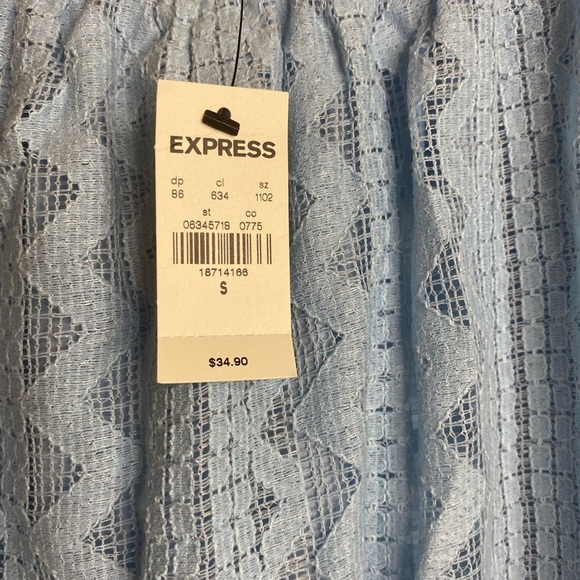 EXPRESS
dp cl sz
86 634 1102
st co
06345718 0775
18714166
S
$34.90